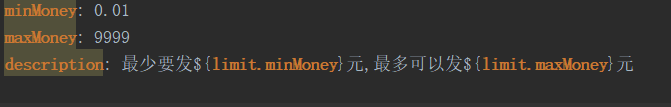 minMoney: 0.01
maxMoney: 9999
description: 最少要发${limit.minMoney}元,最多可以发${limit.maxMoney}元